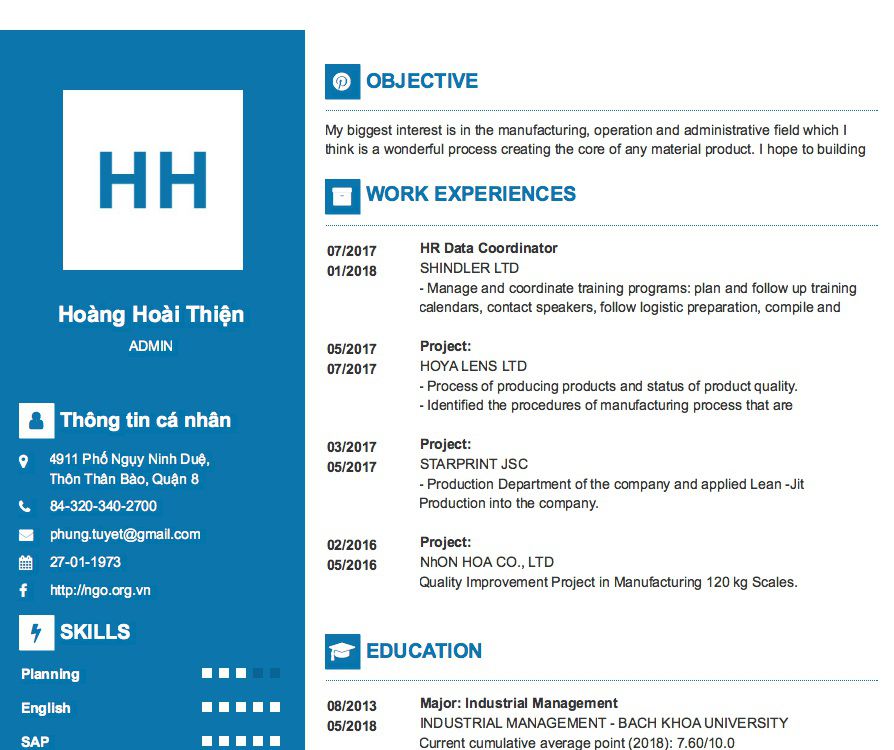 HH
Hoàng Hoài Thiện
ADMIN
Thông tin cá nhân
4911 Phố Ngụy Ninh Duệ,
Thôn Thân Bào, Quận 8
84-320-340-2700
phung.tuyet@gmail.com
27-01-1973
http://ngo.org.vn
SKILLS
Planning
English
SAP
OBJECTIVE
My biggest interest is in the manufacturing, operation and administrative field which I
think is a wonderful process creating the core of any material product. I hope to building
WORK EXPERIENCES
07/2017 HR Data Coordinator
01/2018 SHINDLER LTD
- Manage and coordinate training programs: plan and follow up training
calendars, contact speakers, follow logistic preparation, compile and
05/2017 Project:
07/2017 HOYA LENS LTD
- Process of producing products and status of product quality.
- Identified the procedures of manufacturing process that are
03/2017 Project:
05/2017 STARPRINT JSC
- Production Department of the company and applied Lean -Jit
Production into the company.
02/2016 Project:
05/2016 NhON HOA CO., LTD
Quality Improvement Project in Manufacturing 120 kg Scales.
EDUCATION
08/2013 Major: Industrial Management
05/2018 INDUSTRIAL MANAGEMENT - BACH KHOA UNIVERSITY
Current cumulative average point (2018): 7.60/10.0